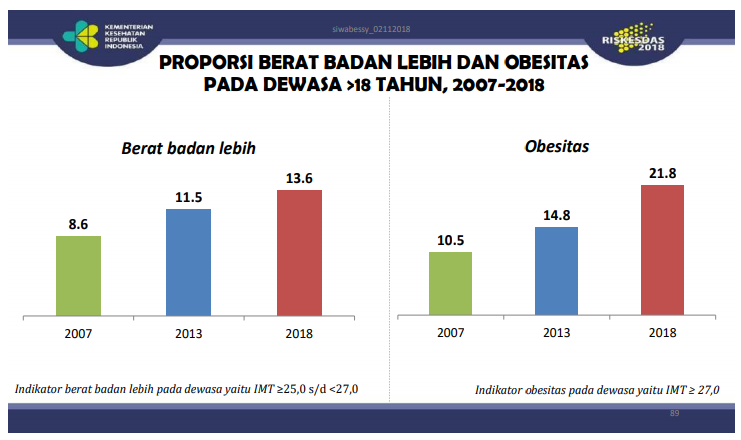 KEMENTERIAN
KESEHATAN
REPUBLIK
INDONESIA
siwabessy_02112018
RISKESDAS
2018
PROPORSI BERAT BADAN LEBIH DAN OBESITAS
PADA DEWASA >18 TAHUN, 2007-2018
Berat badan lebih
8.6
11.5
13.6
2007
2013
2018
Indikator berat badan lebih pada dewasa yaitu IMT ≥25,0 s/d <27,0
Obesitas
10.5
14.8
21.8
2007
2013
2018
Indikator obesitas pada dewasa yaitu IMT ≥ 27,0
89